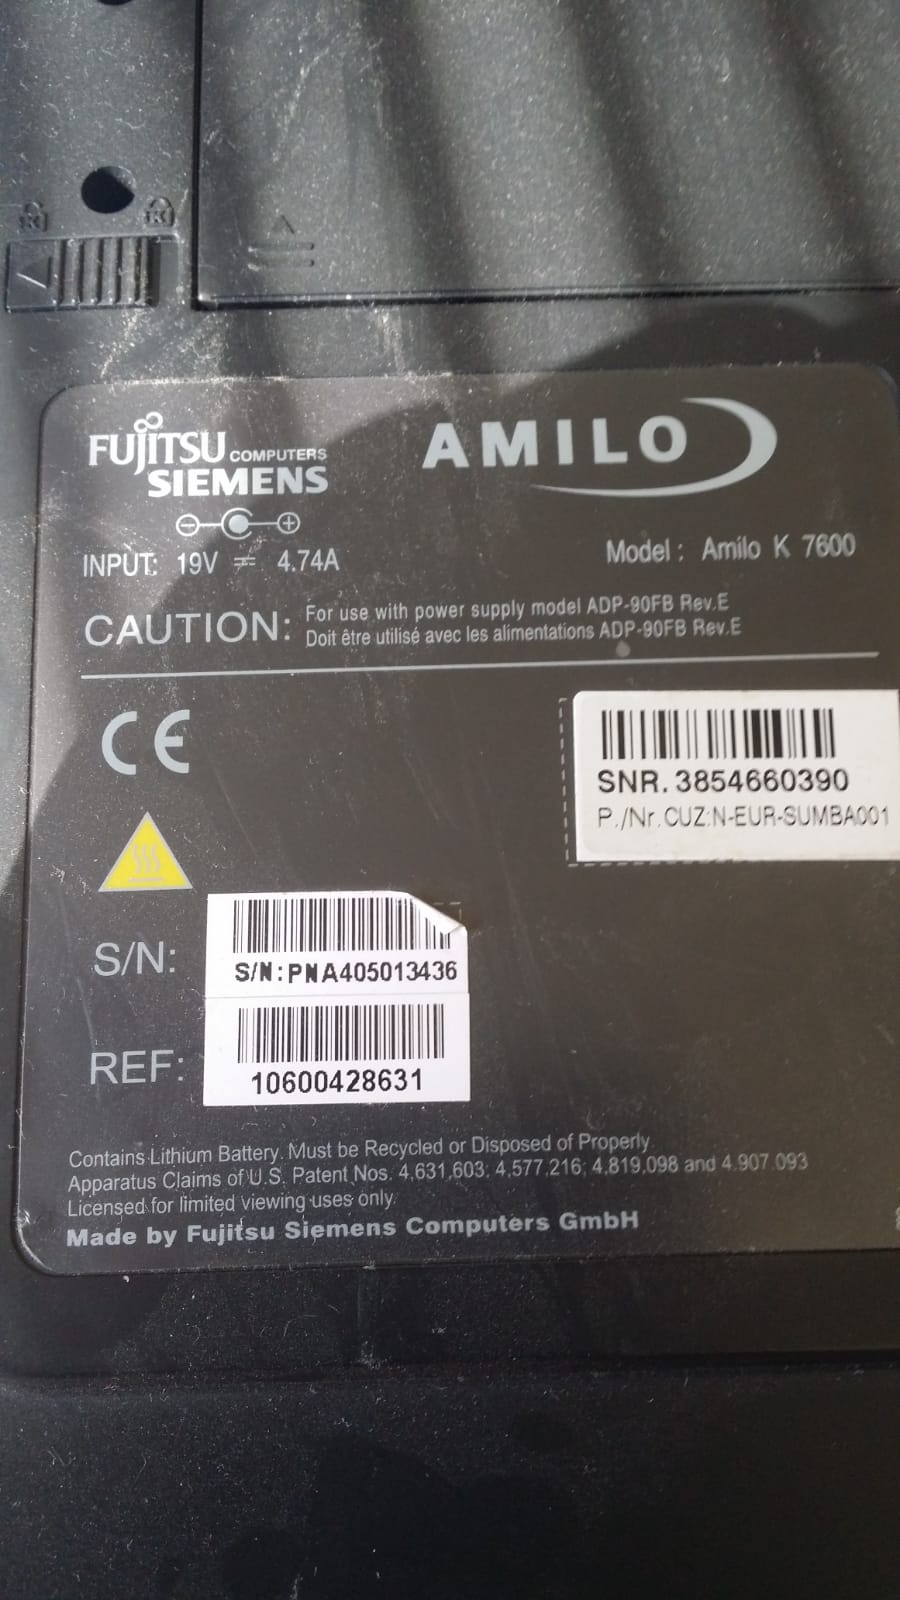 FUJITSU COMPUTERS
SIEMENS
AMILO
INPUT: 19V ⎓ 4.74A
Model : Amilo K 7600
CAUTION: For use with power supply model ADP-90FB Rev.E
Doit être utilisé avec les alimentations ADP-90FB Rev.E
CE
SNR. 3854660390
P./Nr. CUZ:N-EUR-SUMBA001
S/N:
S/N:PNA405013436
REF:
10600428631
Contains Lithium Battery. Must be Recycled or Disposed of Properly.
Apparatus Claims of U.S. Patent Nos. 4,631,603; 4,577,216; 4,819,098 and 4.907.093
Licensed for limited viewing uses only.
Made by Fujitsu Siemens Computers GmbH